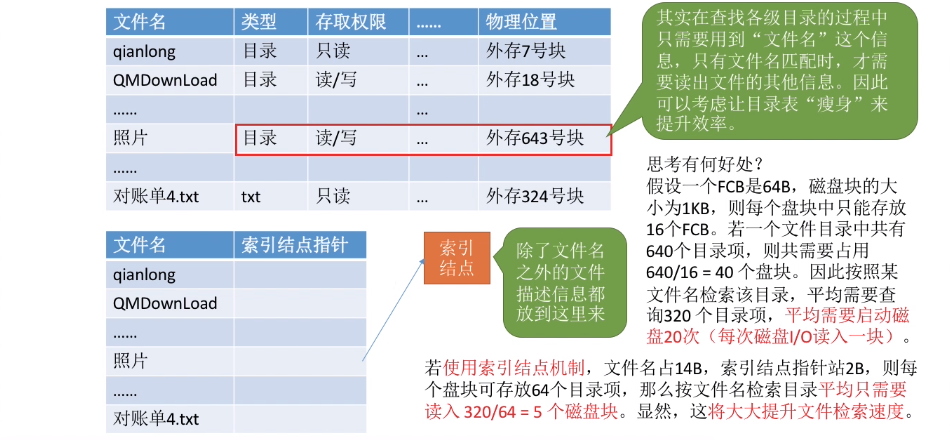 文件名 类型 存取权限 …… 物理位置
qianlong 目录 只读 … 外存7号块
QMDownLoad 目录 读/写 … 外存18号块
…… …
照片 目录 读/写 … 外存643号块
……
对账单4.txt txt 只读 … 外存324号块
其实在查找各级目录的过程中
只需要用到“文件名”这个信
息，只有文件名匹配时，才需
要读出文件的其他信息。因此
可以考虑让目录表“瘦身”来
提升效率。
文件名 索引结点指针
qianlong
QMDownLoad
……
照片
……
对账单4.txt
索引
结点
除了文件名
之外的文件
描述信息都
放到这里来
思考有何好处？
假设一个FCB是64B，磁盘块的大
小为1KB，则每个盘块中只能存放
16个FCB。若一个文件目录中共有
640个目录项，则共需要占用
640/16 = 40 个盘块。因此按照某
文件名检索该目录，平均需要查
询320 个目录项，平均需要启动磁
盘20次（每次磁盘I/O读入一块）。
若使用索引结点机制，文件名占14B，索引结点指针站2B，则每
个盘块可存放64个目录项，那么按文件名检索目录平均只需要
读入 320/64 = 5 个磁盘块。显然，这将大大提升文件检索速度。